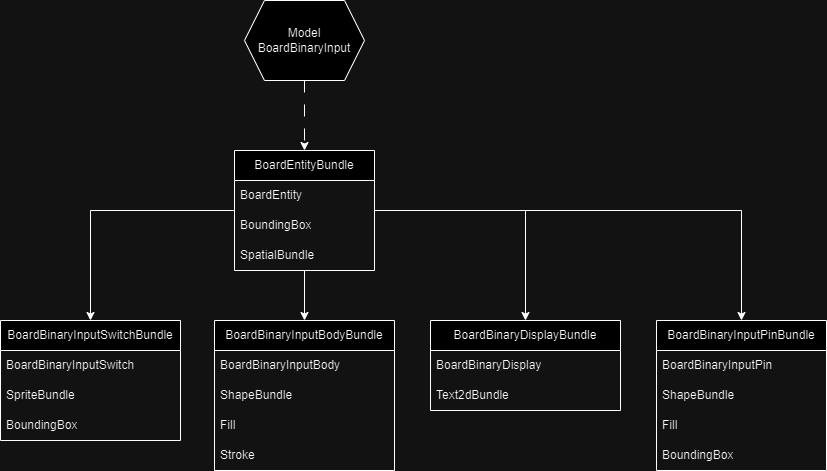 Model
BoardBinaryInput
BoardEntityBundle
BoardEntity
BoundingBox
SpatialBundle
BoardBinaryInputSwitchBundle
BoardBinaryInputSwitch
SpriteBundle
BoundingBox
BoardBinaryInputBodyBundle
BoardBinaryInputBody
ShapeBundle
Fill
Stroke
BoardBinaryDisplayBundle
BoardBinaryDisplay
Text2dBundle
BoardBinaryInputPinBundle
BoardBinaryInputPin
ShapeBundle
Fill
BoundingBox